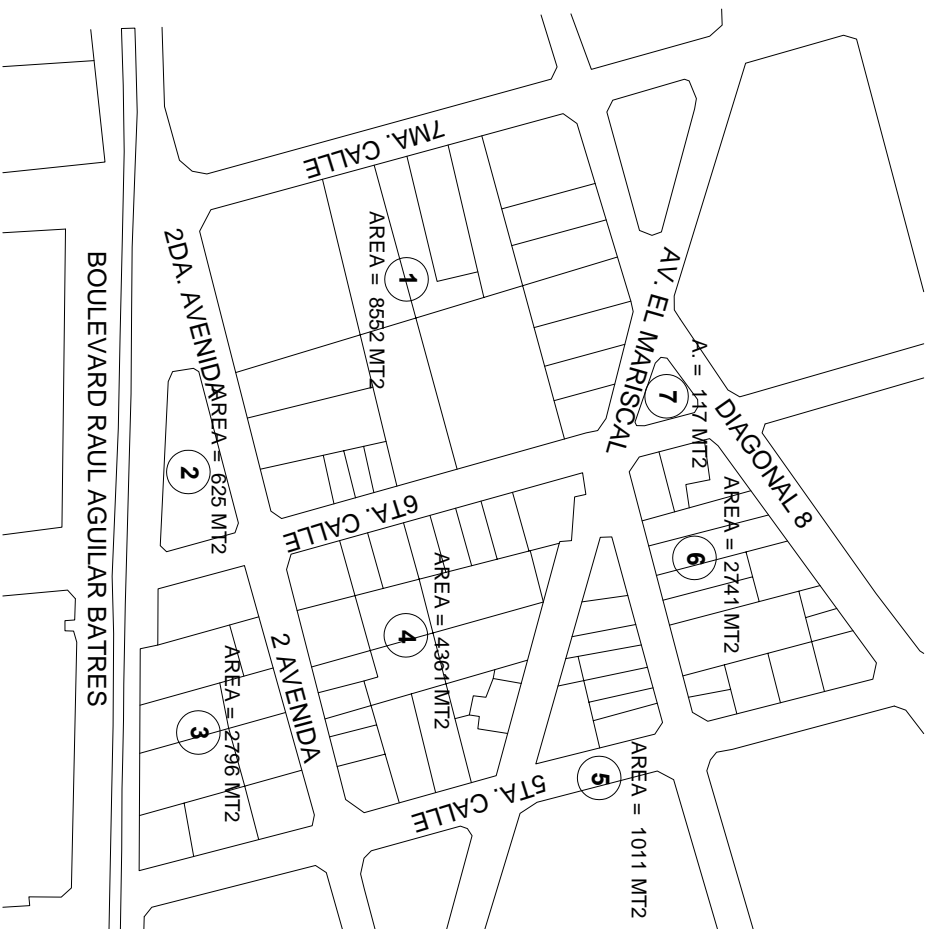 7MA. CALLE
AREA = 8552 MT2
1
2DA. AVENIDA
BOULEVARD RAUL AGUILAR BATRES
AV. EL MARISCAL
A. = 117 MT2
7
DIAGONAL 8
AREA = 625 MT2
2
6TA. CALLE
AREA = 2741 MT2
6
AREA = 4361 MT2
4
2 AVENIDA
AREA = 2796 MT2
3
5TA. CALLE
5
AREA = 1011 MT2